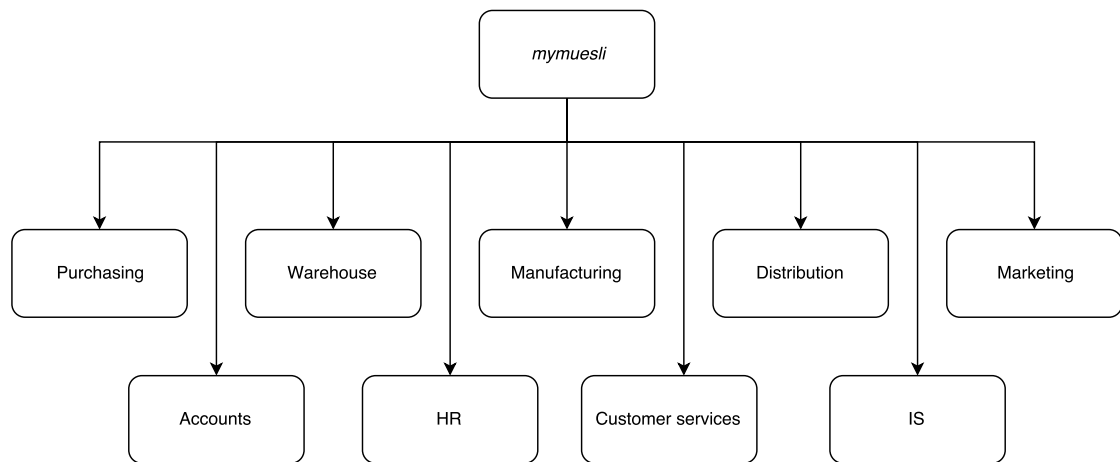 mymuesli
Purchasing
Warehouse
Manufacturing
Distribution
Marketing
Accounts
HR
Customer services
IS